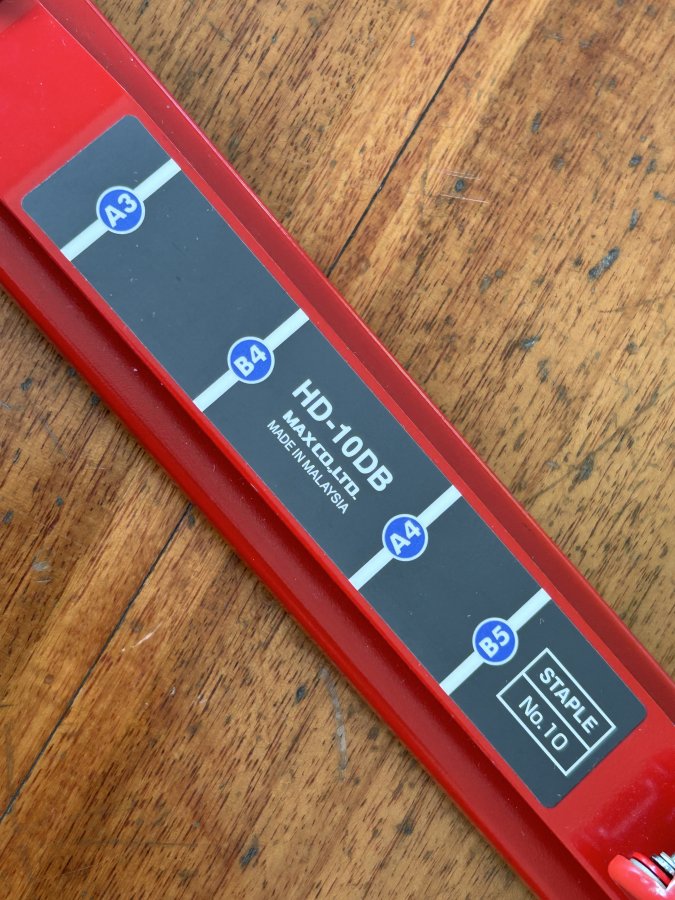 A3
B4
HD-10DB
MAX CO.,LTD.
MADE IN MALAYSIA
A4
B5
STAPLE
No.10